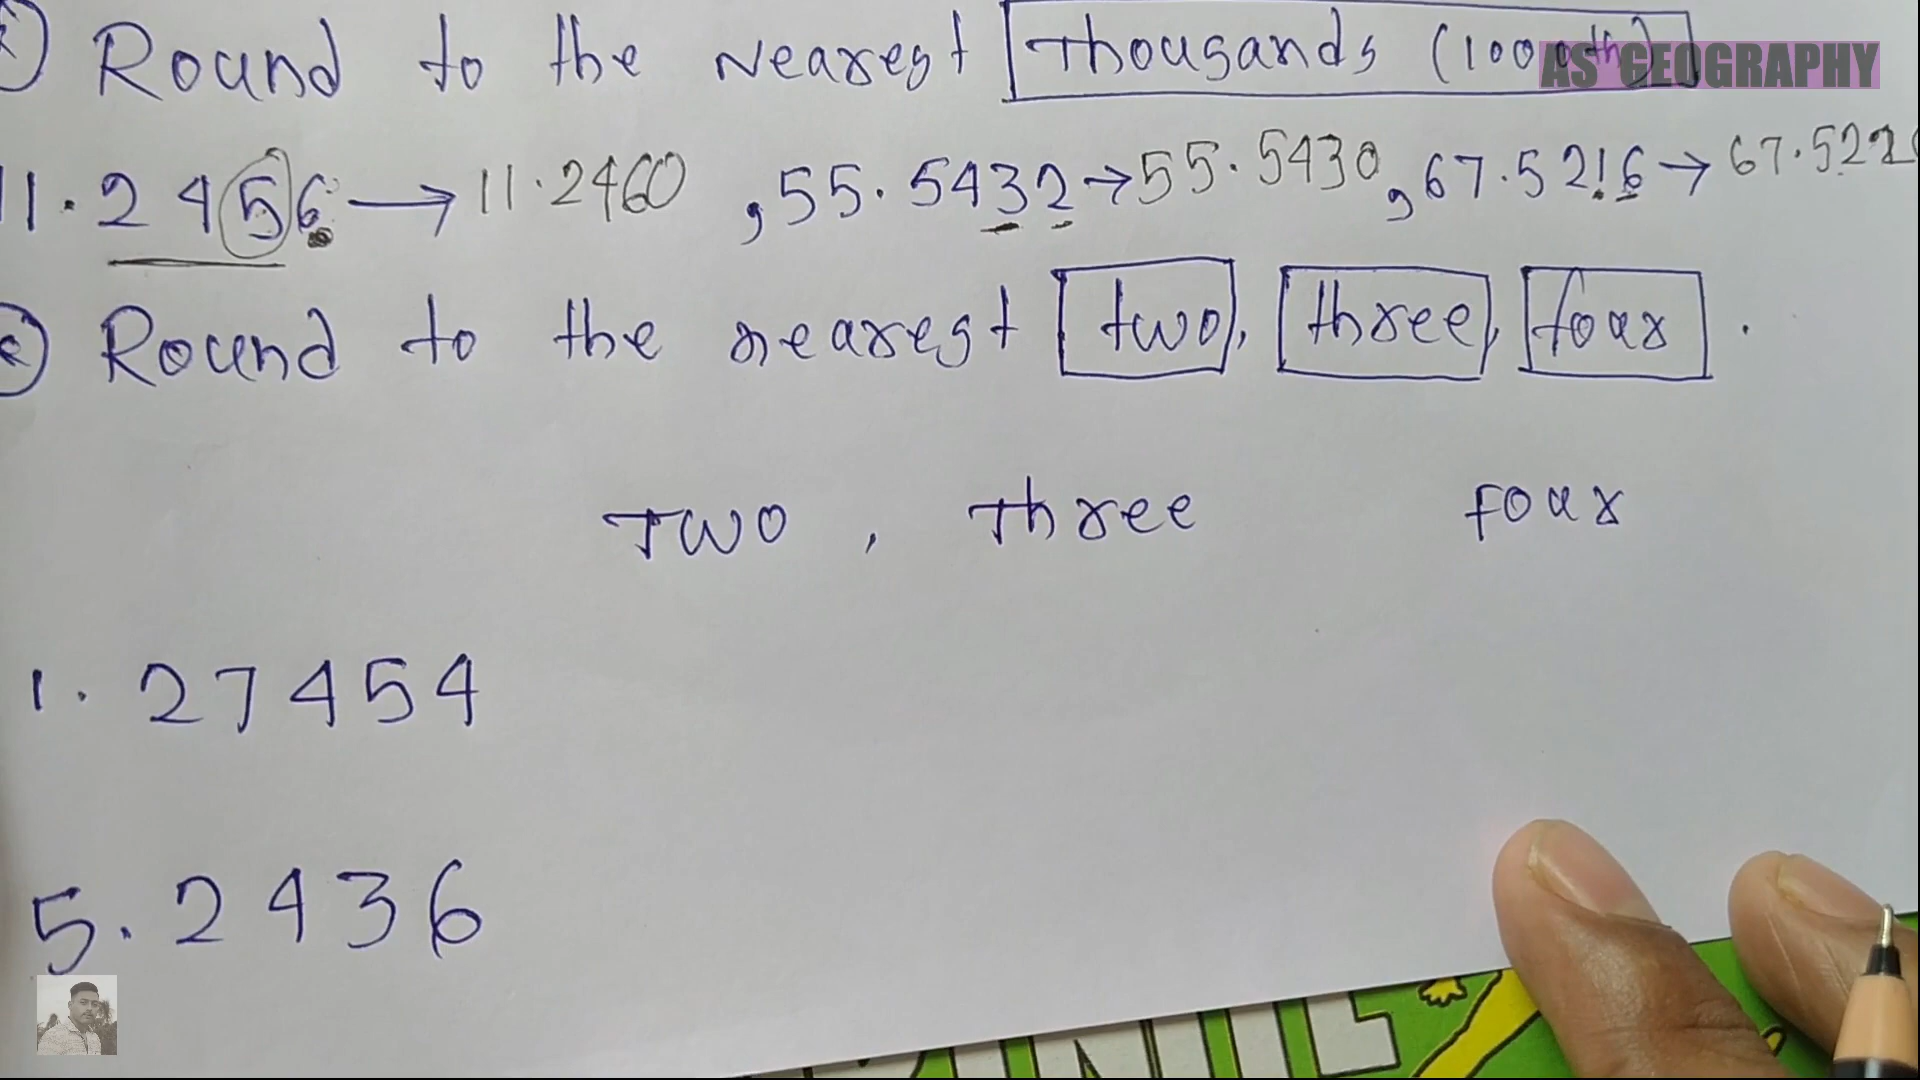 Round to the Nearest Thousands (1000th)
AS GEOGRAPHY
11.2456 → 11.2460 , 55.5432 → 55.5430 , 67.5216 → 67.522
Round to the nearest two, three, four .
Two , Three Four
1. 27454
5.2436